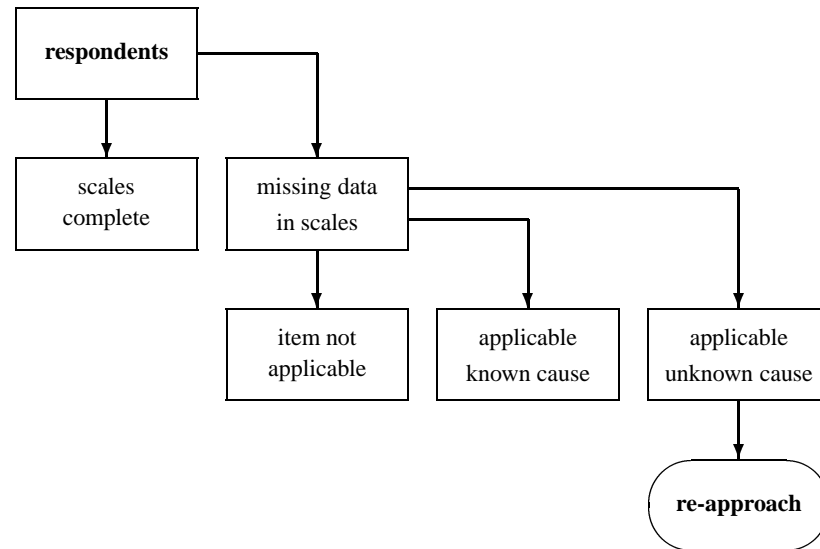 respondents
scales
complete
missing data
in scales
item not
applicable
applicable
known cause
applicable
unknown cause
re-approach